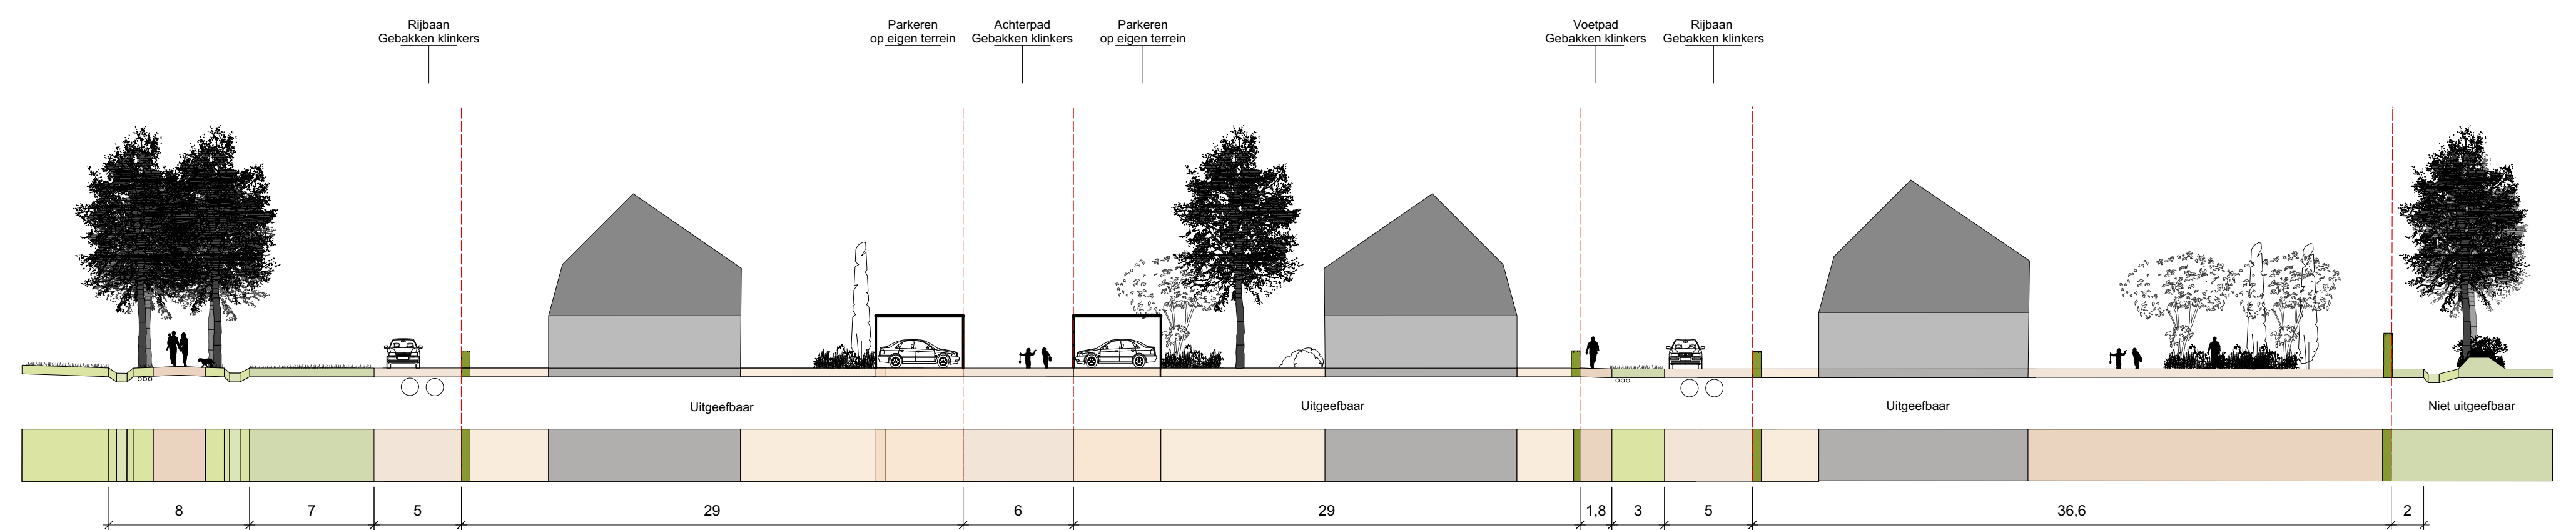 Rijbaan
Gebakken klinkers
Parkeren
op eigen terrein
Achterpad
Gebakken klinkers
Parkeren
op eigen terrein
Voetpad
Gebakken klinkers
Rijbaan
Gebakken klinkers
Uitgeefbaar
Uitgeefbaar
Uitgeefbaar
Niet uitgeefbaar
8
7
5
29
6
29
1,8
3
5
36,6
2